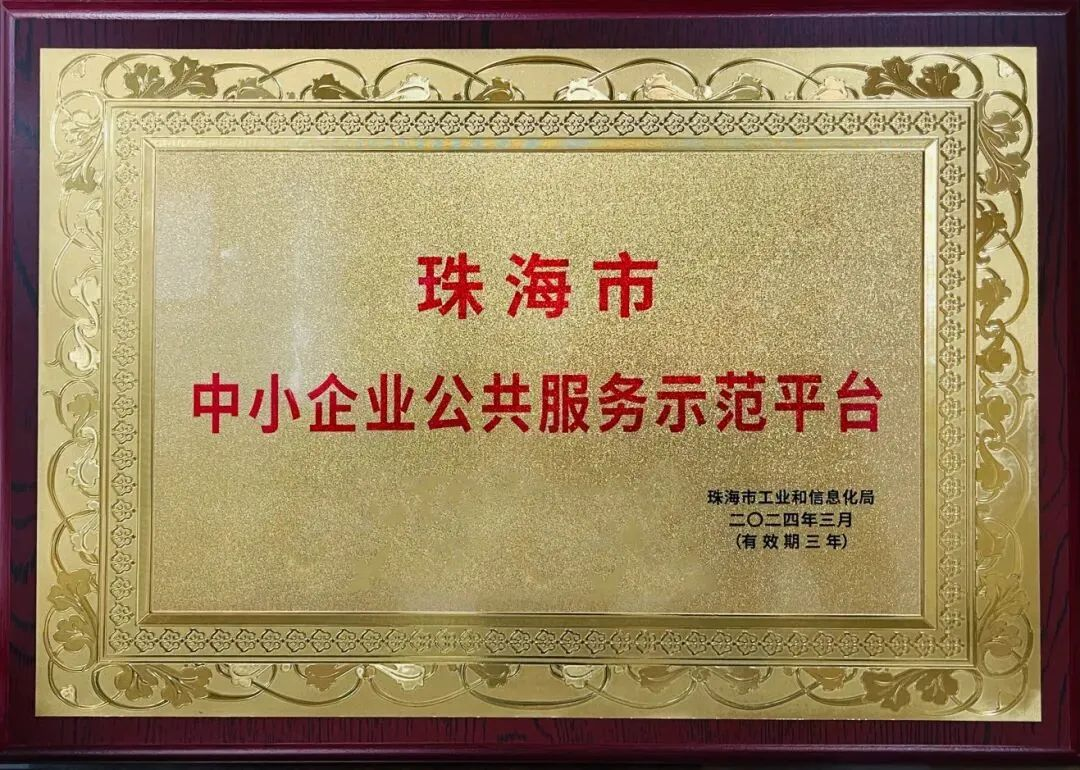 珠海市
中小企业公共服务示范平台
珠海市工业和信息化局
二〇二四年三月
(有效期三年)